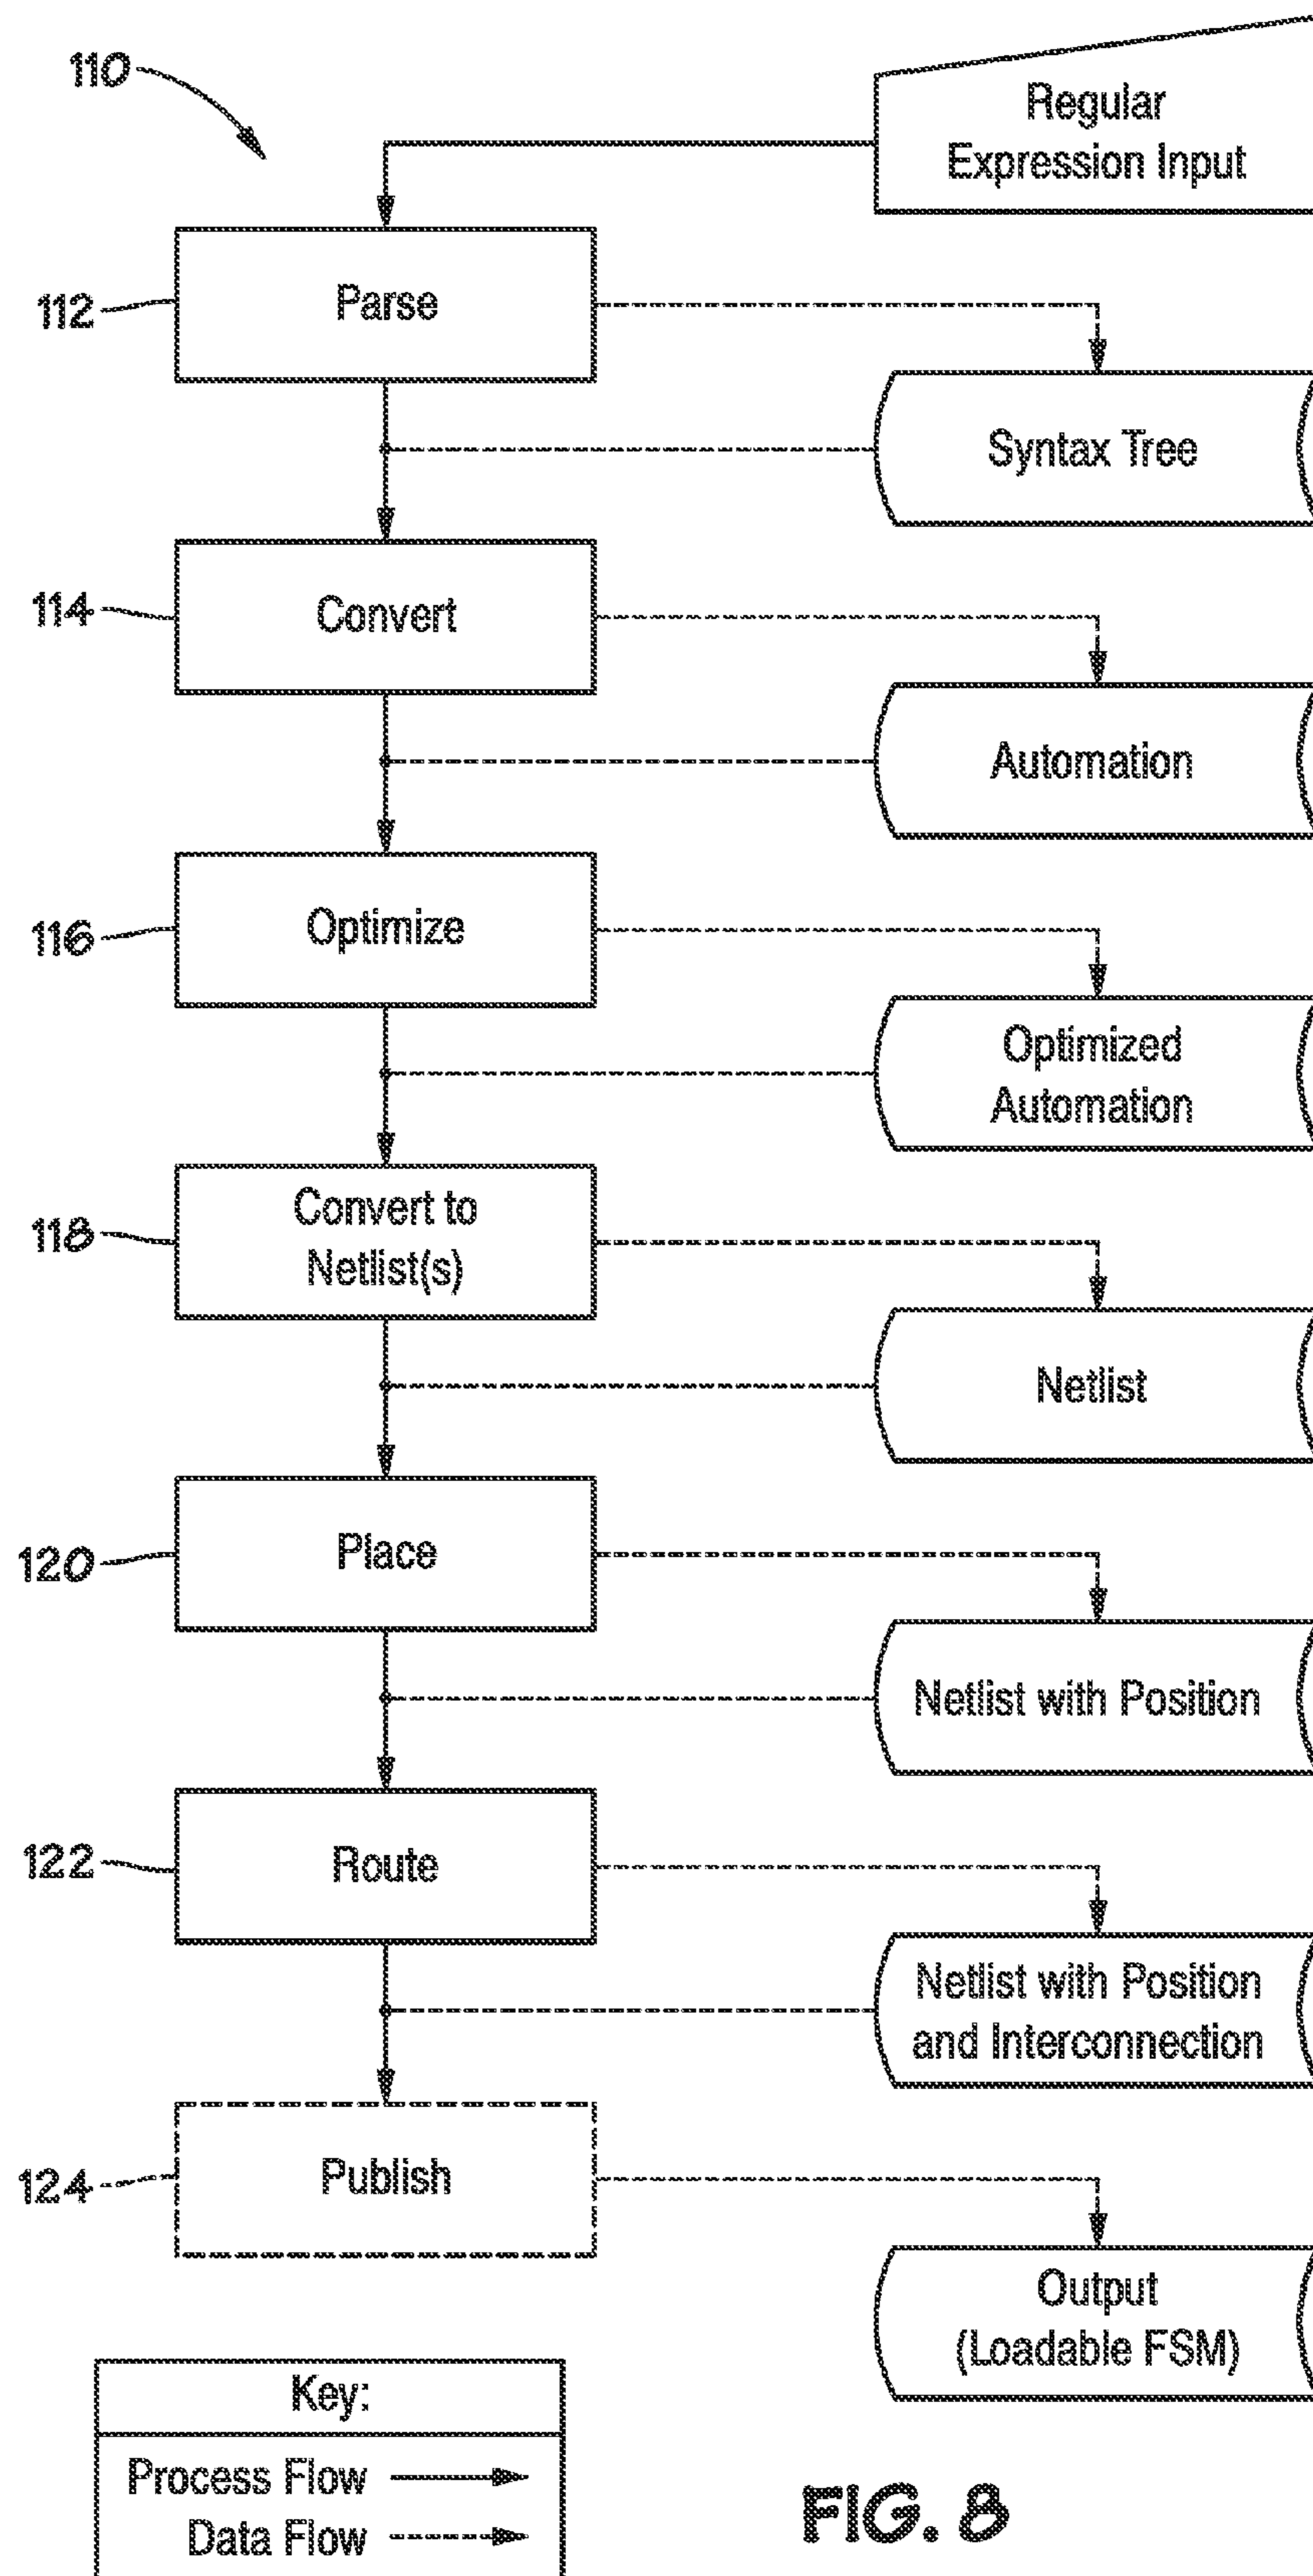 110
Regular
Expression Input
112
Parse
Syntax Tree
114
Convert
Automation
116
Optimize
Optimized
Automation
118
Convert to
Netlist(s)
Netlist
120
Place
Netlist with Position
122
Route
Netlist with Position
and Interconnection
124
Publish
Output
(Loadable FSM)
Key:
Process Flow
Data Flow
FIG. 8